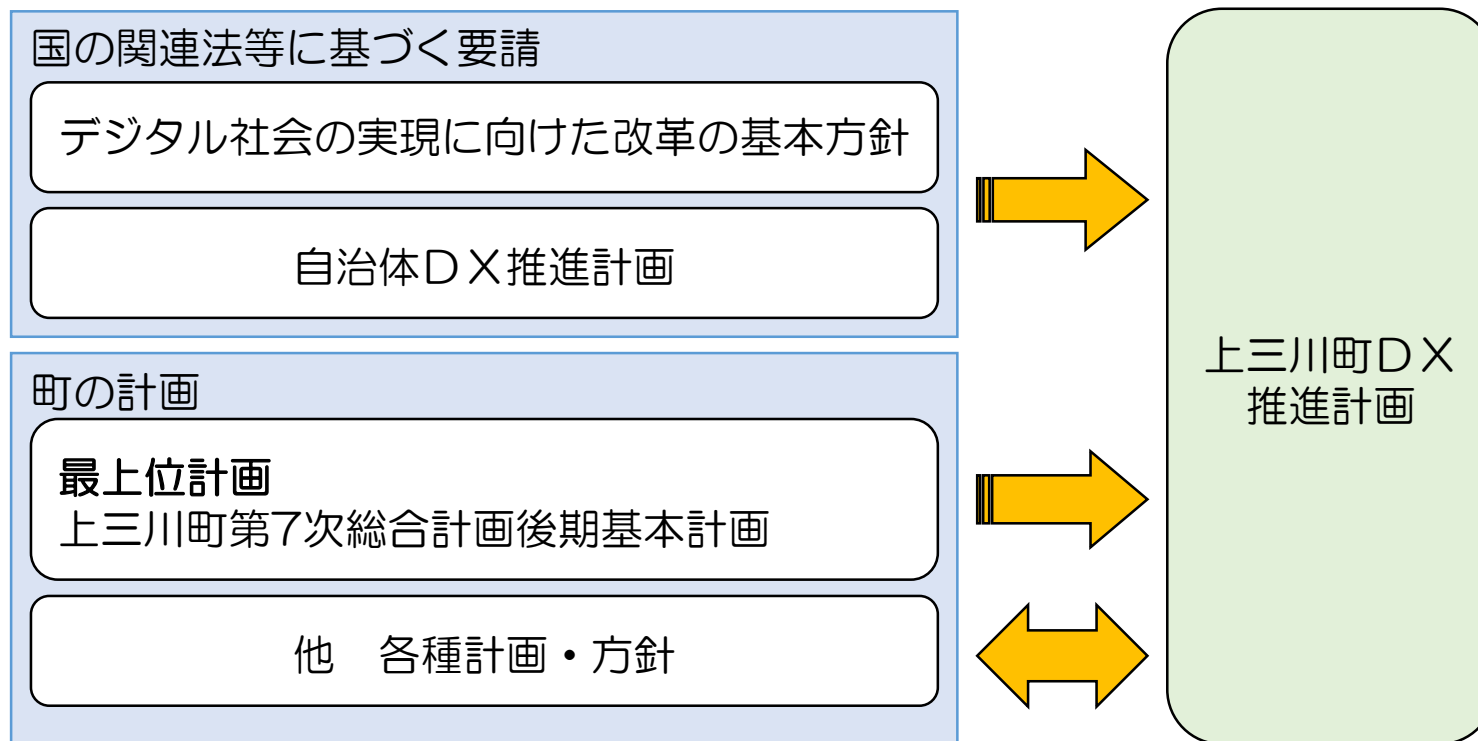 国の関連法等に基づく要請
デジタル社会の実現に向けた改革の基本方針
自治体ＤＸ推進計画
町の計画
最上位計画
上三川町第7次総合計画後期基本計画
他　各種計画・方針
上三川町ＤＸ
推進計画